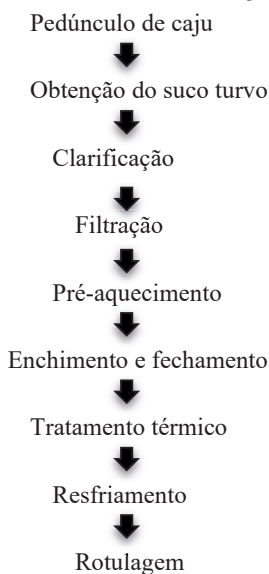 Pedúnculo de caju
Obtenção do suco turvo
Clarificação
Filtração
Pré-aquecimento
Enchimento e fechamento
Tratamento térmico
Resfriamento
Rotulagem